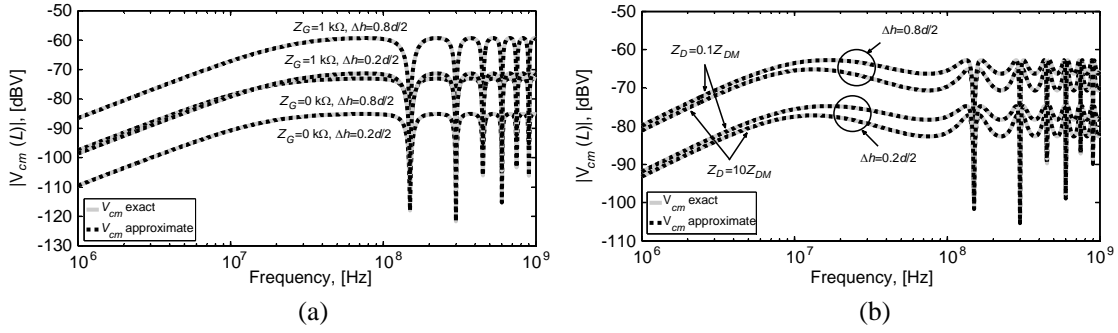 (a)
|V_cm (L)|, [dBV]
-50
-60
-70
-80
-90
-100
-110
-120
-130
Z_G=1 kΩ, Δh=0.8d/2
Z_G=1 kΩ, Δh=0.2d/2
Z_G=0 kΩ, Δh=0.8d/2
Z_G=0 kΩ, Δh=0.2d/2
V_cm exact
V_cm approximate
10^6
10^7
10^8
10^9
Frequency, [Hz]
(b)
|V_cm (L)|, [dBV]
-50
-60
-70
-80
-90
-100
-110
Δh=0.8d/2
Z_D=0.1Z_DM
Z_D=10Z_DM
Δh=0.2d/2
V_cm exact
V_cm approximate
10^6
10^7
10^8
10^9
Frequency, [Hz]